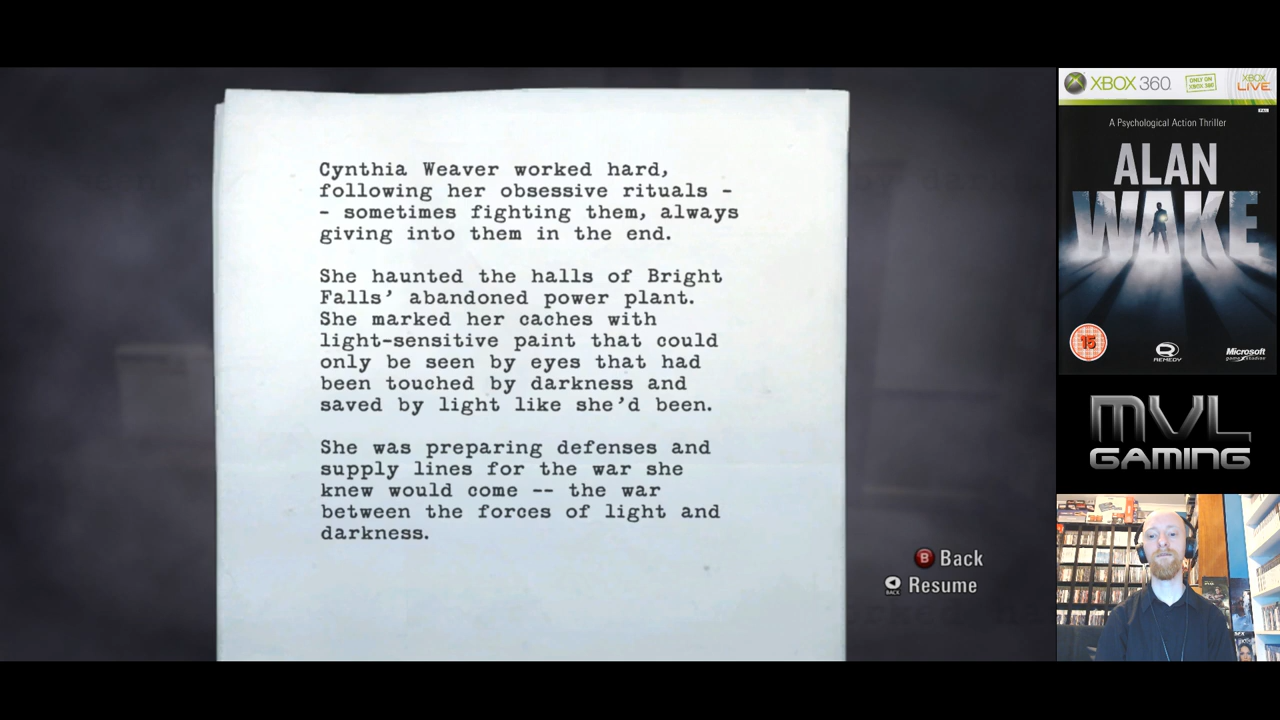 Cynthia Weaver worked hard,
following her obsessive rituals -
- sometimes fighting them, always
giving into them in the end.
She haunted the halls of Bright
Falls’ abandoned power plant.
She marked her caches with
light-sensitive paint that could
only be seen by eyes that had
been touched by darkness and
saved by light like she’d been.
She was preparing defenses and
supply lines for the war she
knew would come -- the war
between the forces of light and
darkness.
B Back
BACK Resume
XBOX 360
ONLY ON XBOX 360
XBOX LIVE
A Psychological Action Thriller
ALAN
WAKE
15
REMEDY
Microsoft
game studios
MVL
GAMING